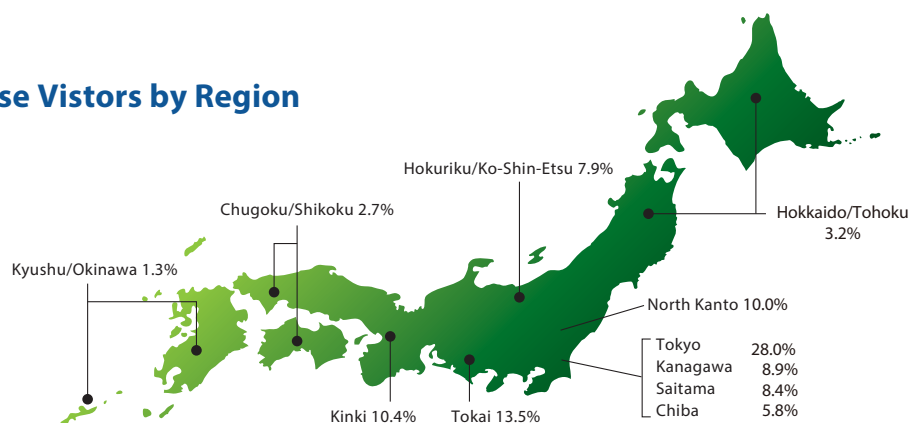 se Vistors by Region
Hokuriku/Ko-Shin-Etsu 7.9%
Chugoku/Shikoku 2.7%
Hokkaido/Tohoku
3.2%
Kyushu/Okinawa 1.3%
North Kanto 10.0%
Tokyo 28.0%
Kanagawa 8.9%
Saitama 8.4%
Chiba 5.8%
Kinki 10.4%
Tokai 13.5%